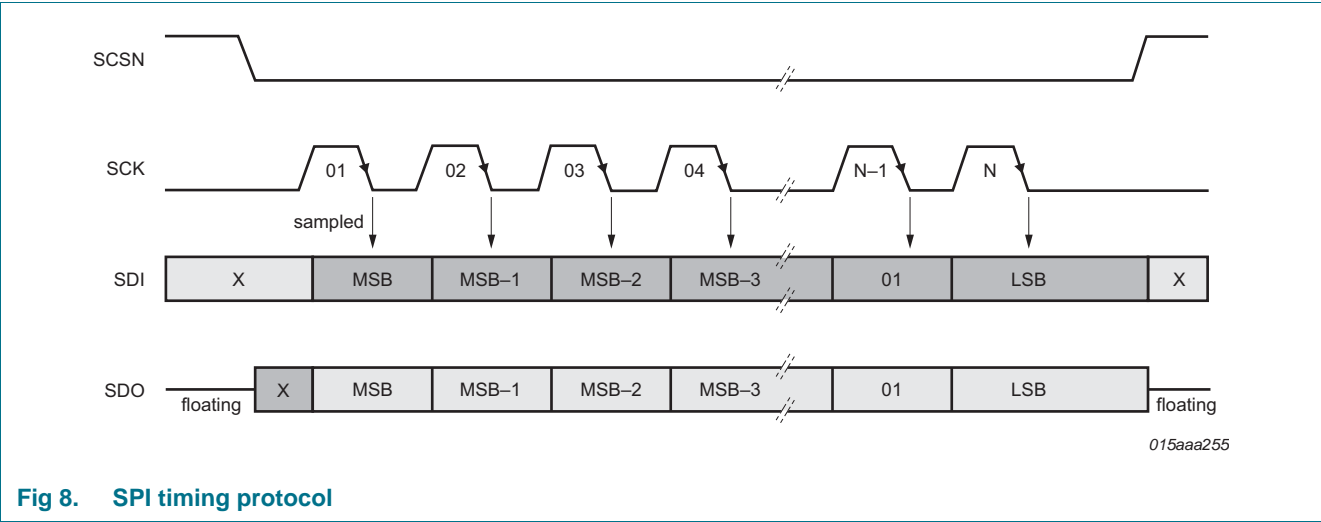 SCSN
SCK 01 02 03 04 N–1 N
sampled
SDI X MSB MSB–1 MSB–2 MSB–3 01 LSB X
SDO X MSB MSB–1 MSB–2 MSB–3 01 LSB
floating floating
015aaa255
Fig 8. SPI timing protocol